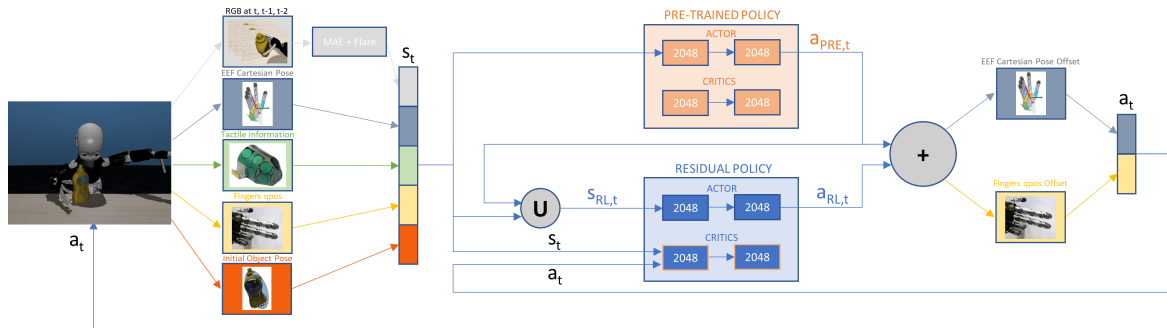 RGB at t, t-1, t-2
MAE + Flare
EEF Cartesian Pose
Tactile Information
Fingers qpos
Initial Object Pose
a_t
s_t
PRE-TRAINED POLICY
ACTOR
2048
2048
CRITICS
2048
2048
a_PRE,t
U
s_RL,t
s_t
a_t
RESIDUAL POLICY
ACTOR
2048
2048
CRITICS
2048
2048
a_RL,t
+
EEF Cartesian Pose Offset
Fingers qpos Offset
a_t